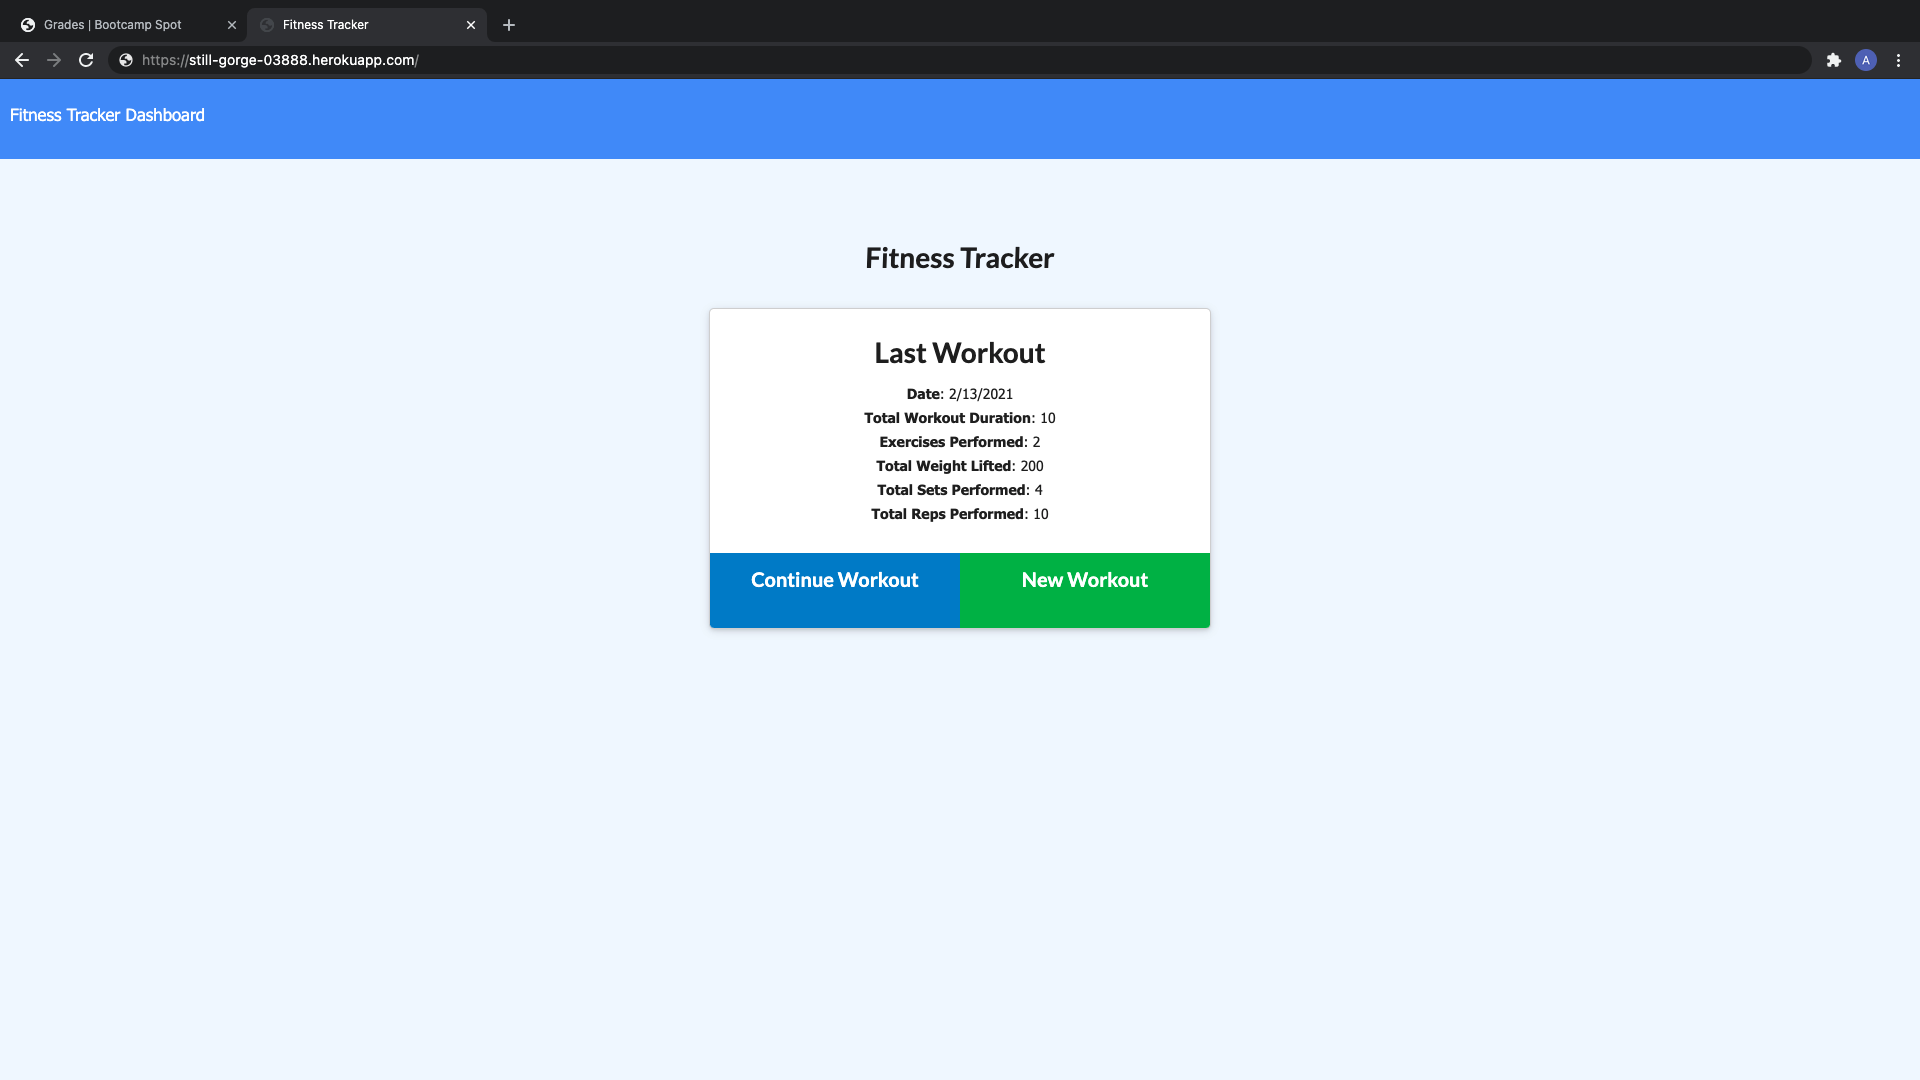 Grades | Bootcamp Spot
Fitness Tracker
https://still-gorge-03888.herokuapp.com/
A
Fitness Tracker Dashboard
Fitness Tracker
Last Workout
Date: 2/13/2021
Total Workout Duration: 10
Exercises Performed: 2
Total Weight Lifted: 200
Total Sets Performed: 4
Total Reps Performed: 10
Continue Workout
New Workout